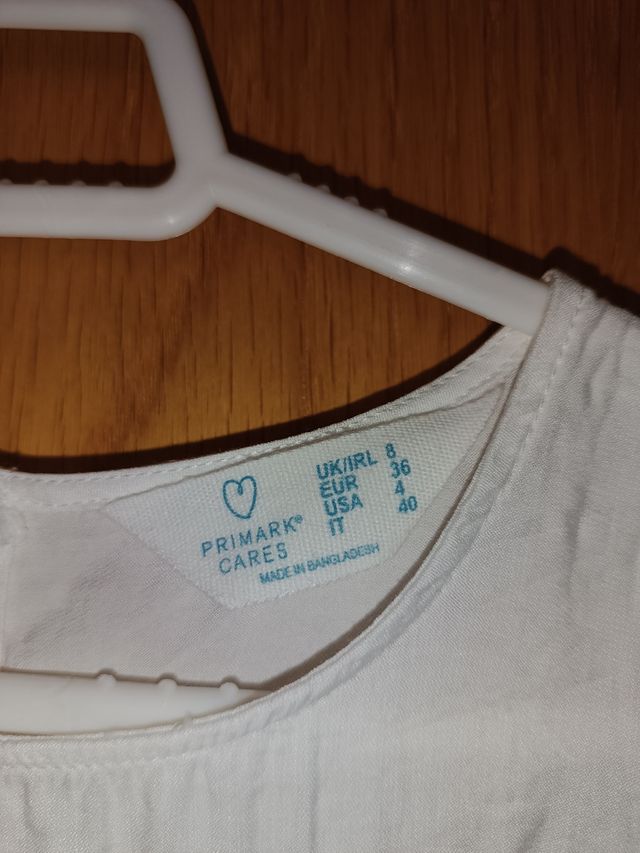 PRIMARK®
CARES
UK/IRL 8
EUR 36
USA 4
IT 40
MADE IN BANGLADESH